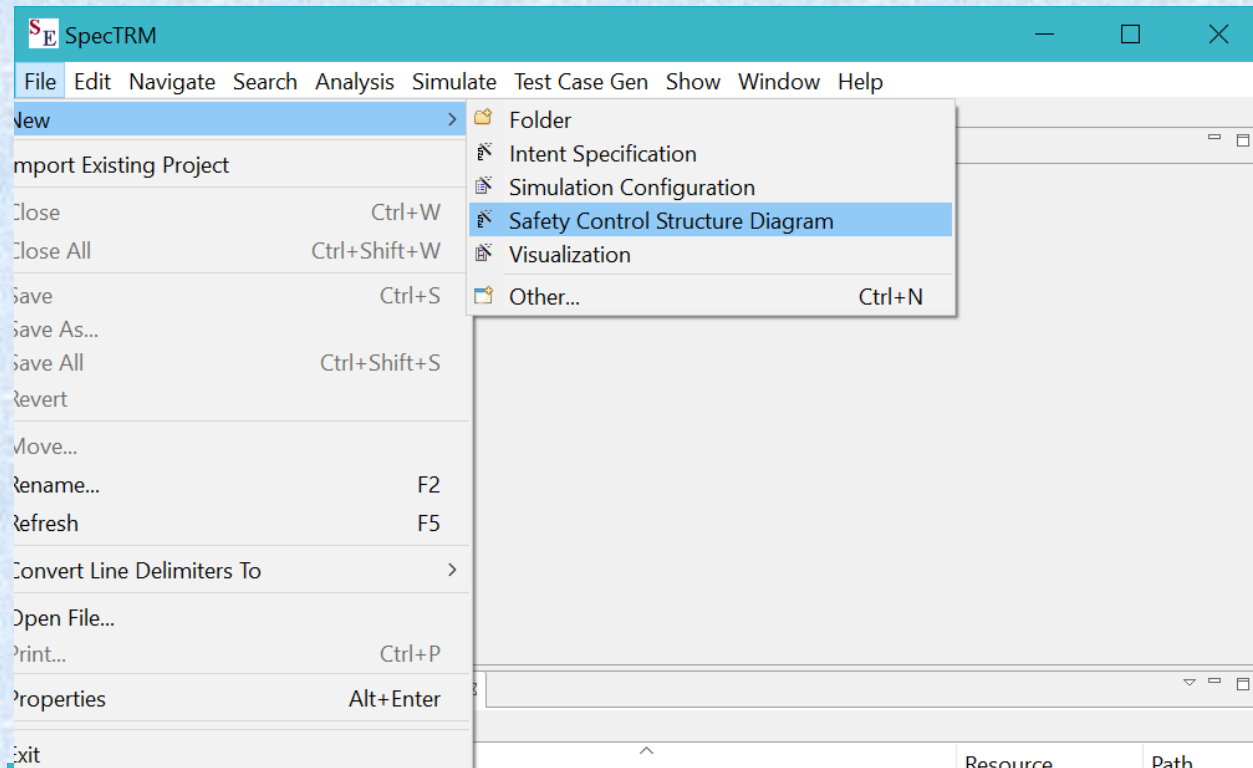 SE SpecTRM
File Edit Navigate Search Analysis Simulate Test Case Gen Show Window Help
New
Import Existing Project
Close Ctrl+W
Close All Ctrl+Shift+W
Save Ctrl+S
Save As...
Save All Ctrl+Shift+S
Revert
Move...
Rename... F2
Refresh F5
Convert Line Delimiters To
Open File...
Print... Ctrl+P
Properties Alt+Enter
Exit
Folder
Intent Specification
Simulation Configuration
Safety Control Structure Diagram
Visualization
Other... Ctrl+N
Resource Path